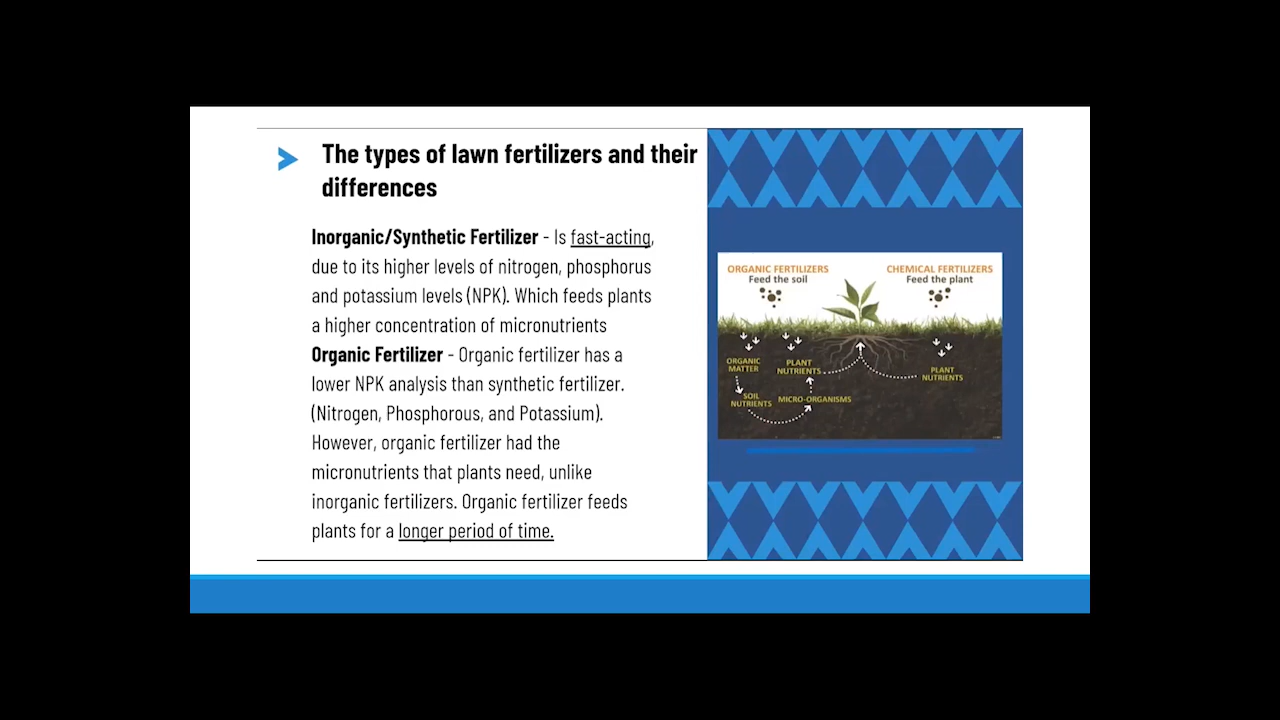 The types of lawn fertilizers and their
differences
Inorganic/Synthetic Fertilizer - Is fast-acting,
due to its higher levels of nitrogen, phosphorus
and potassium levels (NPK). Which feeds plants
a higher concentration of micronutrients
Organic Fertilizer - Organic fertilizer has a
lower NPK analysis than synthetic fertilizer.
(Nitrogen, Phosphorous, and Potassium).
However, organic fertilizer had the
micronutrients that plants need, unlike
inorganic fertilizers. Organic fertilizer feeds
plants for a longer period of time.
ORGANIC FERTILIZERS
Feed the soil
CHEMICAL FERTILIZERS
Feed the plant
ORGANIC
MATTER
PLANT
NUTRIENTS
SOIL
NUTRIENTS
MICRO-ORGANISMS
PLANT
NUTRIENTS